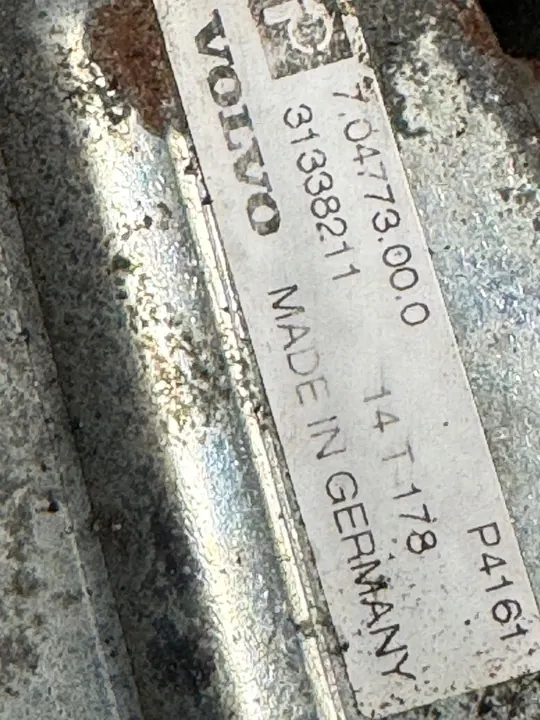 VOLVO
7.04773.00.0
31338211
14 T 178
MADE IN GERMANY
P4161